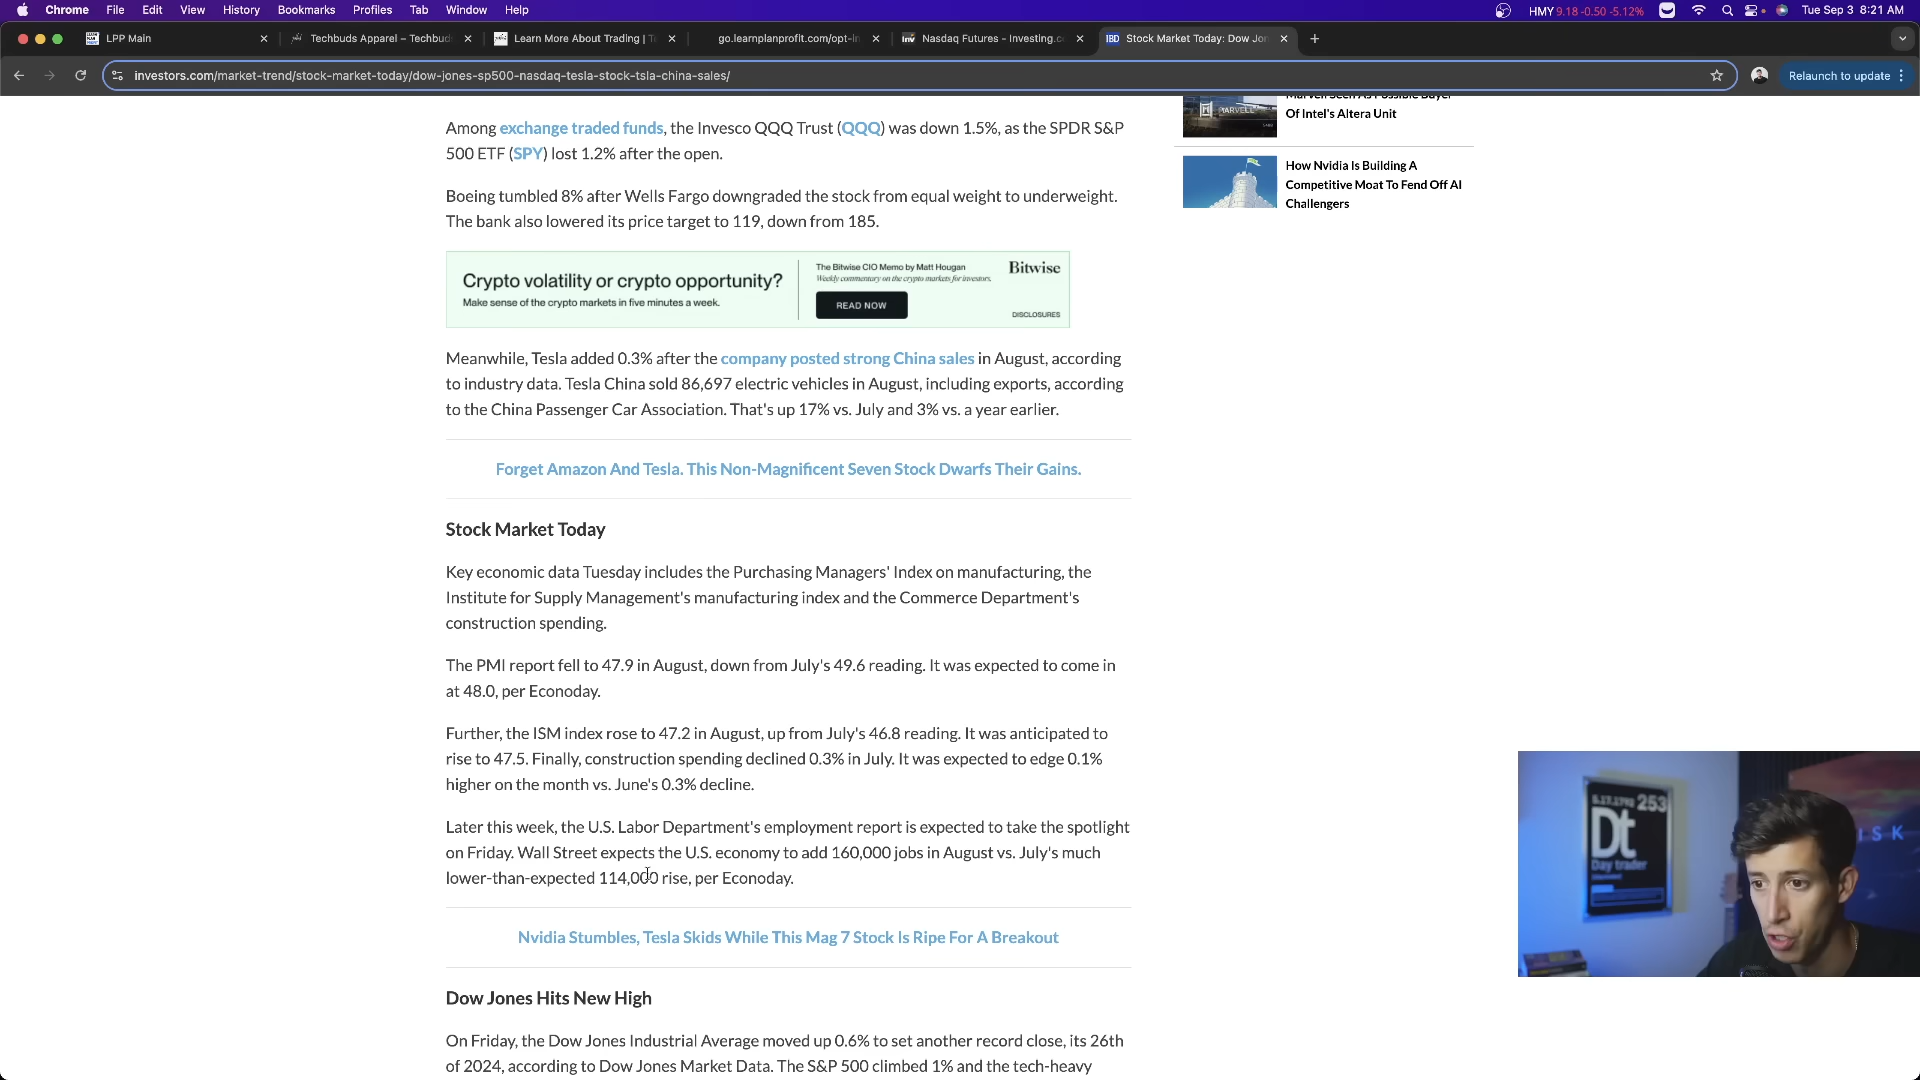 Chrome File Edit View History Bookmarks Profiles Tab Window Help HMY 9.18 -0.50 -5.12% Tue Sep 3 8:21 AM
LPP Main Techbuds Apparel – Techbud Learn More About Trading | T go.learnplanprofit.com/opt-in Nasdaq Futures - Investing.c IBD Stock Market Today: Dow Jon
investors.com/market-trend/stock-market-today/dow-jones-sp500-nasdaq-tesla-stock-tsla-china-sales/ Relaunch to update
Among exchange traded funds, the Invesco QQQ Trust (QQQ) was down 1.5%, as the SPDR S&P
500 ETF (SPY) lost 1.2% after the open.
Boeing tumbled 8% after Wells Fargo downgraded the stock from equal weight to underweight.
The bank also lowered its price target to 119, down from 185.
Crypto volatility or crypto opportunity?
Make sense of the crypto markets in five minutes a week.
The Bitwise CIO Memo by Matt Hougan
Weekly commentary on the crypto markets for investors.
READ NOW
Bitwise
DISCLOSURES
Meanwhile, Tesla added 0.3% after the company posted strong China sales in August, according
to industry data. Tesla China sold 86,697 electric vehicles in August, including exports, according
to the China Passenger Car Association. That's up 17% vs. July and 3% vs. a year earlier.
Forget Amazon And Tesla. This Non-Magnificent Seven Stock Dwarfs Their Gains.
Stock Market Today
Key economic data Tuesday includes the Purchasing Managers' Index on manufacturing, the
Institute for Supply Management's manufacturing index and the Commerce Department's
construction spending.
The PMI report fell to 47.9 in August, down from July's 49.6 reading. It was expected to come in
at 48.0, per Econoday.
Further, the ISM index rose to 47.2 in August, up from July's 46.8 reading. It was anticipated to
rise to 47.5. Finally, construction spending declined 0.3% in July. It was expected to edge 0.1%
higher on the month vs. June's 0.3% decline.
Later this week, the U.S. Labor Department's employment report is expected to take the spotlight
on Friday. Wall Street expects the U.S. economy to add 160,000 jobs in August vs. July's much
lower-than-expected 114,000 rise, per Econoday.
Nvidia Stumbles, Tesla Skids While This Mag 7 Stock Is Ripe For A Breakout
Dow Jones Hits New High
On Friday, the Dow Jones Industrial Average moved up 0.6% to set another record close, its 26th
of 2024, according to Dow Jones Market Data. The S&P 500 climbed 1% and the tech-heavy
MARVELL
Marvell Seen As Possible Buyer
Of Intel's Altera Unit
How Nvidia Is Building A
Competitive Moat To Fend Off AI
Challengers
5.17.1792 253
Dt
Day trader
ISK